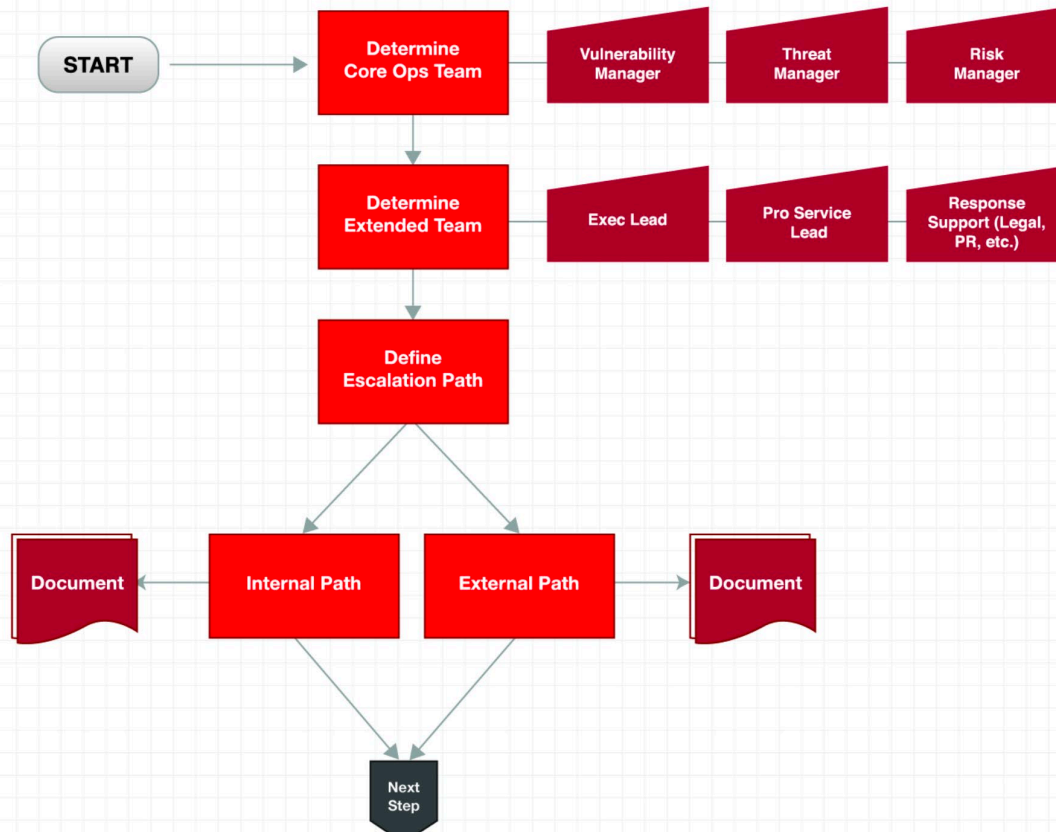 START
Determine
Core Ops Team
Vulnerability
Manager
Threat
Manager
Risk
Manager
Determine
Extended Team
Exec Lead
Pro Service
Lead
Response
Support (Legal,
PR, etc.)
Define
Escalation Path
Document
Internal Path
External Path
Document
Next
Step